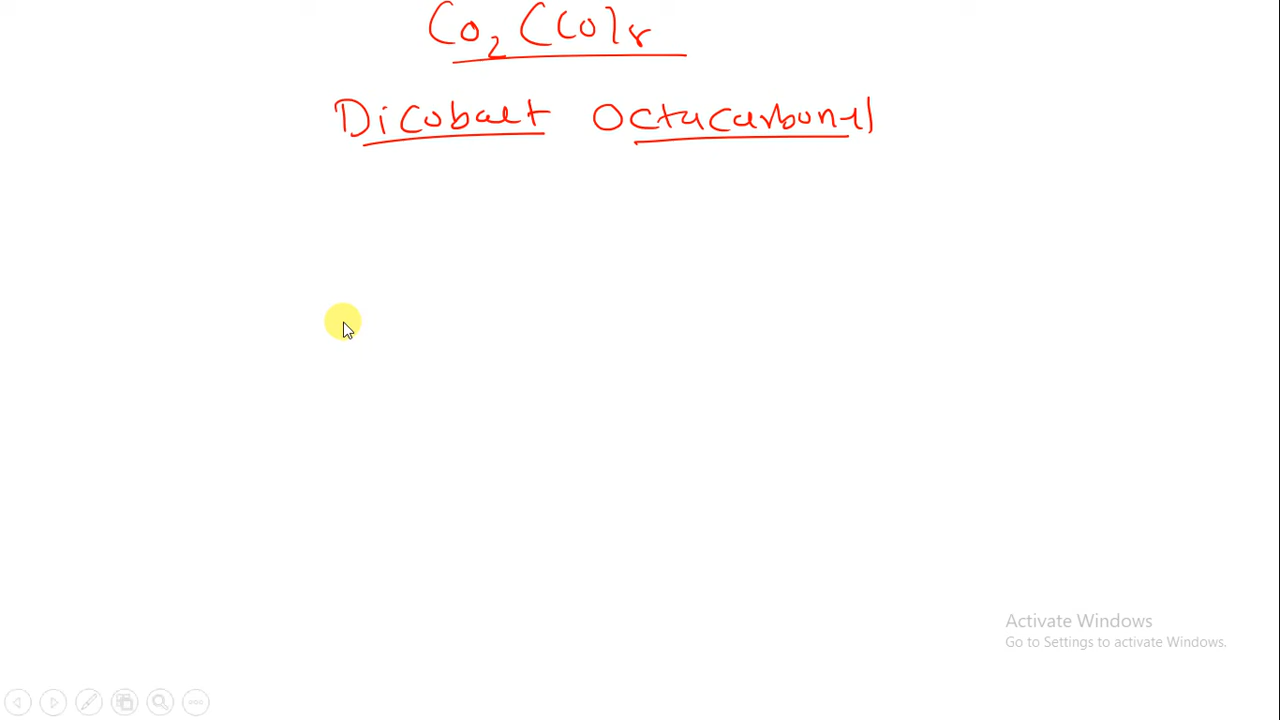 Co₂(CO)₈
Dicobalt Octacarbonyl
Activate Windows
Go to Settings to activate Windows.